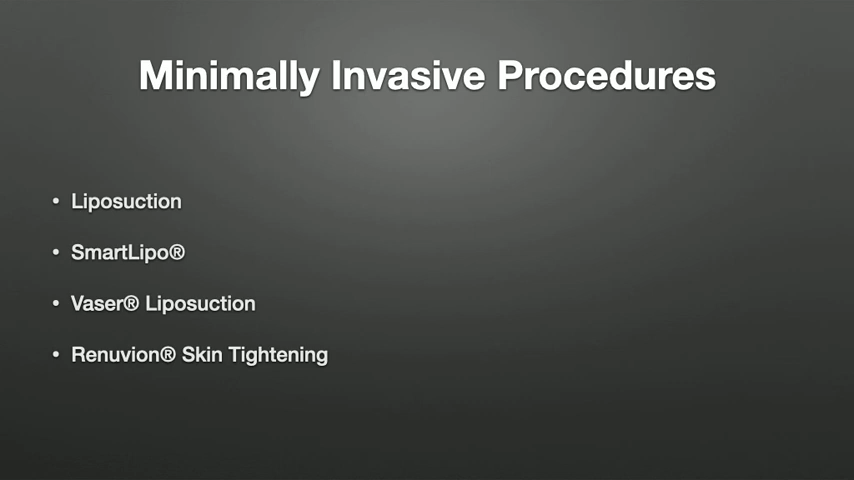 Minimally Invasive Procedures
• Liposuction
• SmartLipo®
• Vaser® Liposuction
• Renuvion® Skin Tightening